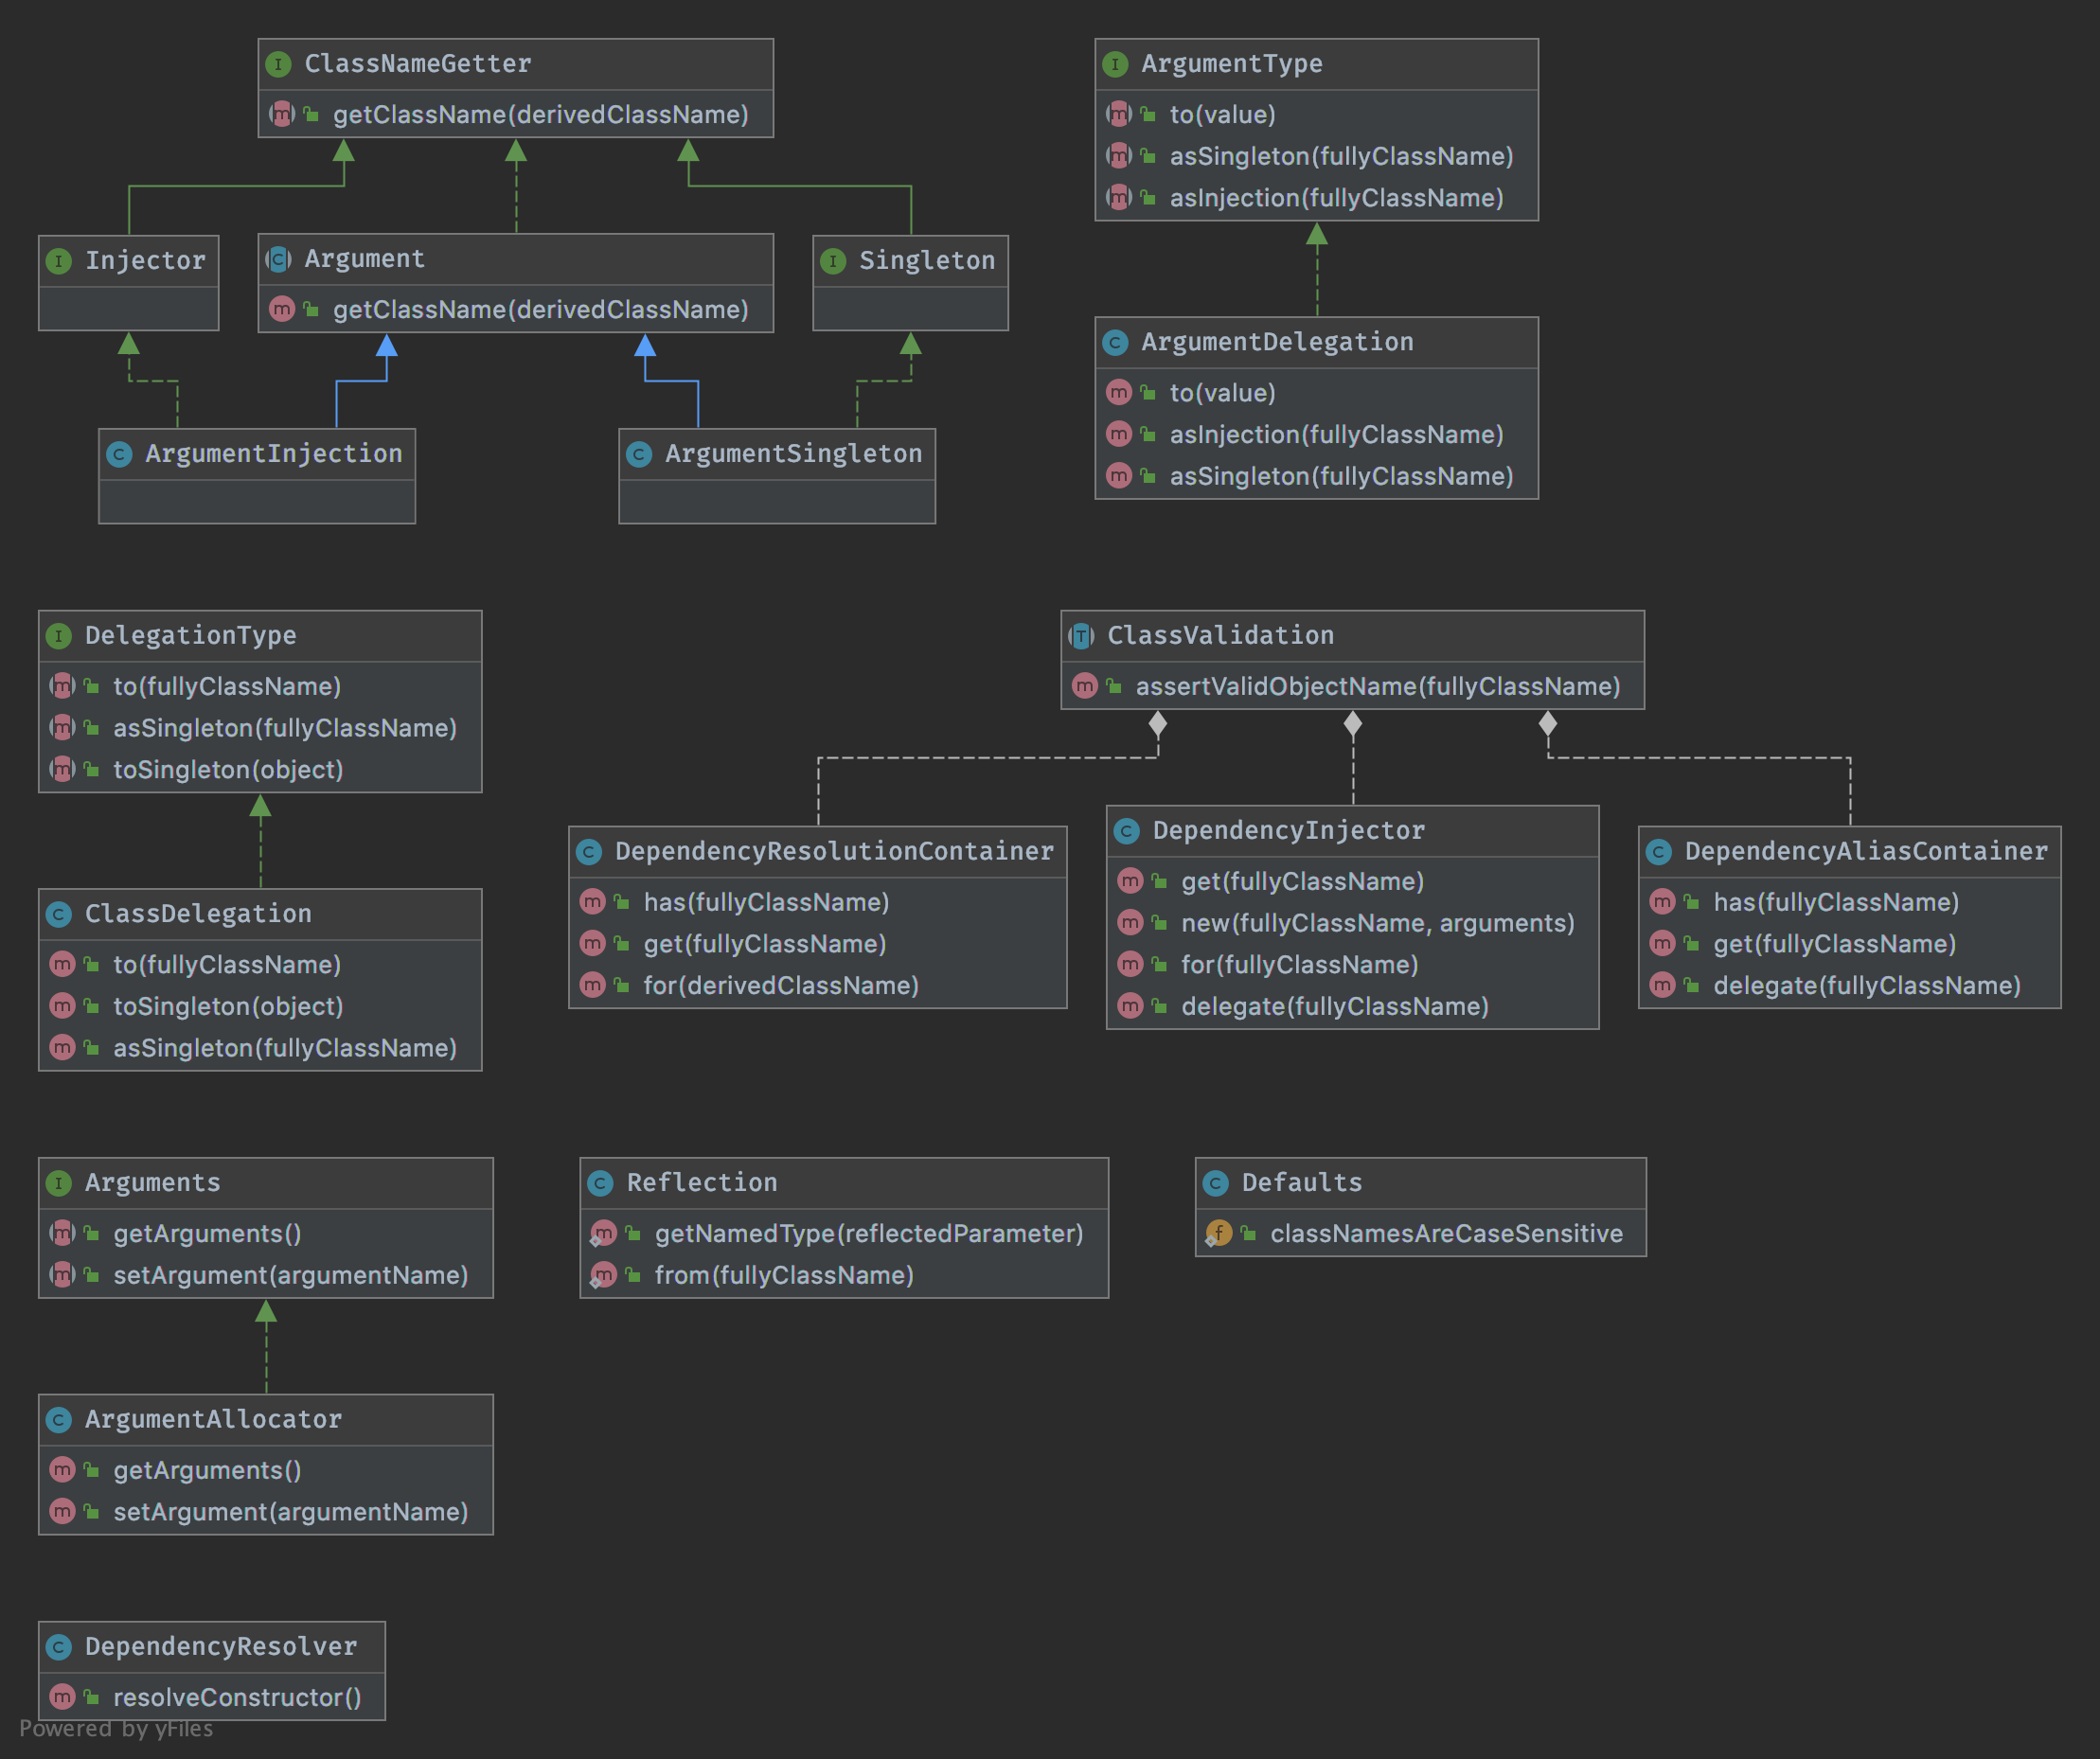 ClassNameGetter
getClassName(derivedClassName)
ArgumentType
to(value)
asSingleton(fullyClassName)
asInjection(fullyClassName)
Injector
Argument
getClassName(derivedClassName)
Singleton
ArgumentDelegation
to(value)
asInjection(fullyClassName)
asSingleton(fullyClassName)
ArgumentInjection
ArgumentSingleton
DelegationType
to(fullyClassName)
asSingleton(fullyClassName)
toSingleton(object)
ClassValidation
assertValidObjectName(fullyClassName)
ClassDelegation
to(fullyClassName)
toSingleton(object)
asSingleton(fullyClassName)
DependencyResolutionContainer
has(fullyClassName)
get(fullyClassName)
for(derivedClassName)
DependencyInjector
get(fullyClassName)
new(fullyClassName, arguments)
for(fullyClassName)
delegate(fullyClassName)
DependencyAliasContainer
has(fullyClassName)
get(fullyClassName)
delegate(fullyClassName)
Arguments
getArguments()
setArgument(argumentName)
Reflection
getNamedType(reflectedParameter)
from(fullyClassName)
Defaults
classNamesAreCaseSensitive
ArgumentAllocator
getArguments()
setArgument(argumentName)
DependencyResolver
resolveConstructor()
Powered by yFiles